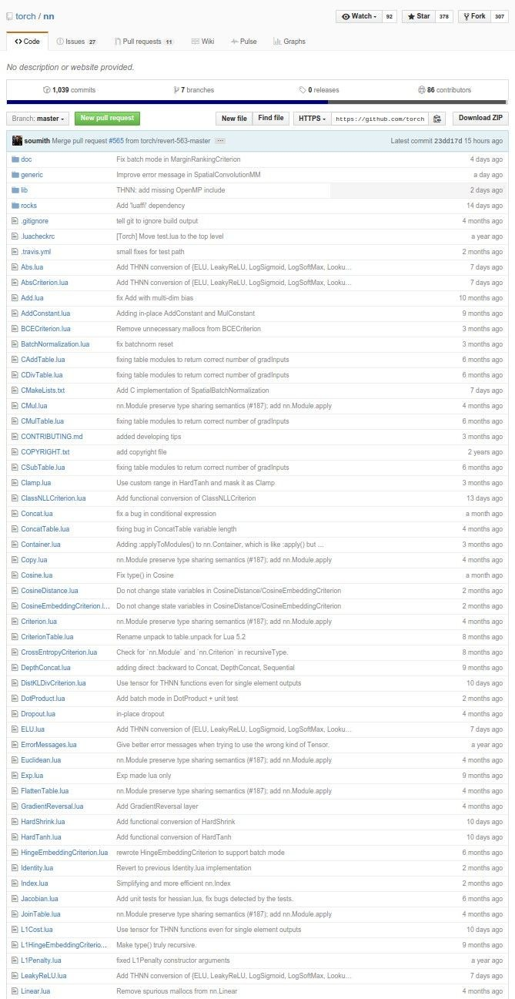 torch / nn
Watch 92 Star 378 Fork 307
Code Issues 27 Pull requests 11 Wiki Pulse Graphs
No description or website provided.
1,039 commits 7 branches 0 releases 86 contributors
Branch: master New pull request New file Find file HTTPS https://github.com/torch Download ZIP
soumith Merge pull request #565 from torch/revert-563-master ... Latest commit 23dd17d 15 hours ago
doc Fix batch mode in MarginRankingCriterion 4 days ago
generic Improve error message in SpatialConvolutionMM a day ago
lib THNN: add missing OpenMP include 2 days ago
rocks Add 'luaffi' dependency 14 days ago
.gitignore tell git to ignore build output 4 months ago
.luacheckrc [Torch] Move test.lua to the top level a year ago
.travis.yml small fixes for test path 2 months ago
Abs.lua Add THNN conversion of {ELU, LeakyReLU, LogSigmoid, LogSoftMax, Looku… 7 days ago
AbsCriterion.lua Add THNN conversion of {ELU, LeakyReLU, LogSigmoid, LogSoftMax, Looku… 7 days ago
Add.lua fix Add with multi-dim bias 10 months ago
AddConstant.lua Adding in-place AddConstant and MulConstant 9 months ago
BCECriterion.lua Remove unnecessary mallocs from BCECriterion 3 months ago
BatchNormalization.lua fix batchnorm reset 3 months ago
CAddTable.lua fixing table modules to return correct number of gradInputs 6 months ago
CDivTable.lua fixing table modules to return correct number of gradInputs 6 months ago
CMakeLists.txt Add C implementation of SpatialBatchNormalization 7 days ago
CMul.lua nn.Module preserve type sharing semantics (#187); add nn.Module.apply 4 months ago
CMulTable.lua fixing table modules to return correct number of gradInputs 6 months ago
CONTRIBUTING.md added developing tips 3 months ago
COPYRIGHT.txt add copyright file 2 years ago
CSubTable.lua fixing table modules to return correct number of gradInputs 6 months ago
Clamp.lua Use custom range in HardTanh and mask it as Clamp 3 months ago
ClassNLLCriterion.lua Add functional conversion of ClassNLLCriterion 13 days ago
Concat.lua fix a bug in conditional expression a month ago
ConcatTable.lua fixing bug in ConcatTable variable length 4 months ago
Container.lua Adding :applyToModules() to nn.Container, which is like :apply() but … 3 months ago
Copy.lua nn.Module preserve type sharing semantics (#187); add nn.Module.apply 4 months ago
Cosine.lua Fix type() in Cosine a month ago
CosineDistance.lua Do not change state variables in CosineDistance/CosineEmbeddingCriterion 2 months ago
CosineEmbeddingCriterion.l… Do not change state variables in CosineDistance/CosineEmbeddingCriterion 2 months ago
Criterion.lua nn.Module preserve type sharing semantics (#187); add nn.Module.apply 4 months ago
CriterionTable.lua Rename unpack to table.unpack for Lua 5.2 8 months ago
CrossEntropyCriterion.lua Check for `nn.Module` and `nn.Criterion` in recursiveType. 8 months ago
DepthConcat.lua adding direct :backward to Concat, DepthConcat, Sequential 9 months ago
DistKLDivCriterion.lua Use tensor for THNN functions even for single element outputs 10 days ago
DotProduct.lua Add batch mode in DotProduct + unit test 2 months ago
Dropout.lua in-place dropout 4 months ago
ELU.lua Add THNN conversion of {ELU, LeakyReLU, LogSigmoid, LogSoftMax, Looku… 7 days ago
ErrorMessages.lua Give better error messages when trying to use the wrong kind of Tensor. a year ago
Euclidean.lua nn.Module preserve type sharing semantics (#187); add nn.Module.apply 4 months ago
Exp.lua Exp made lua only 9 months ago
FlattenTable.lua nn.Module preserve type sharing semantics (#187); add nn.Module.apply 4 months ago
GradientReversal.lua Add GradientReversal layer 4 months ago
HardShrink.lua Add functional conversion of HardShrink 10 days ago
HardTanh.lua Add functional conversion of HardTanh 10 days ago
HingeEmbeddingCriterion.lua rewrote HingeEmbeddingCriterion to support batch mode 6 months ago
Identity.lua Revert to previous Identity.lua implementation 2 months ago
Index.lua Simplifying and more efficient nn.Index 2 months ago
Jacobian.lua Add unit tests for hessian.lua, fix bugs detected by the tests. 6 months ago
JoinTable.lua nn.Module preserve type sharing semantics (#187); add nn.Module.apply 4 months ago
L1Cost.lua Use tensor for THNN functions even for single element outputs 10 days ago
L1HingeEmbeddingCriterio… Make type() truly recursive. 9 months ago
L1Penalty.lua fixed L1Penalty constructor arguments a year ago
LeakyReLU.lua Add THNN conversion of {ELU, LeakyReLU, LogSigmoid, LogSoftMax, Looku… 7 days ago
Linear.lua Remove spurious mallocs from nn.Linear 4 months ago